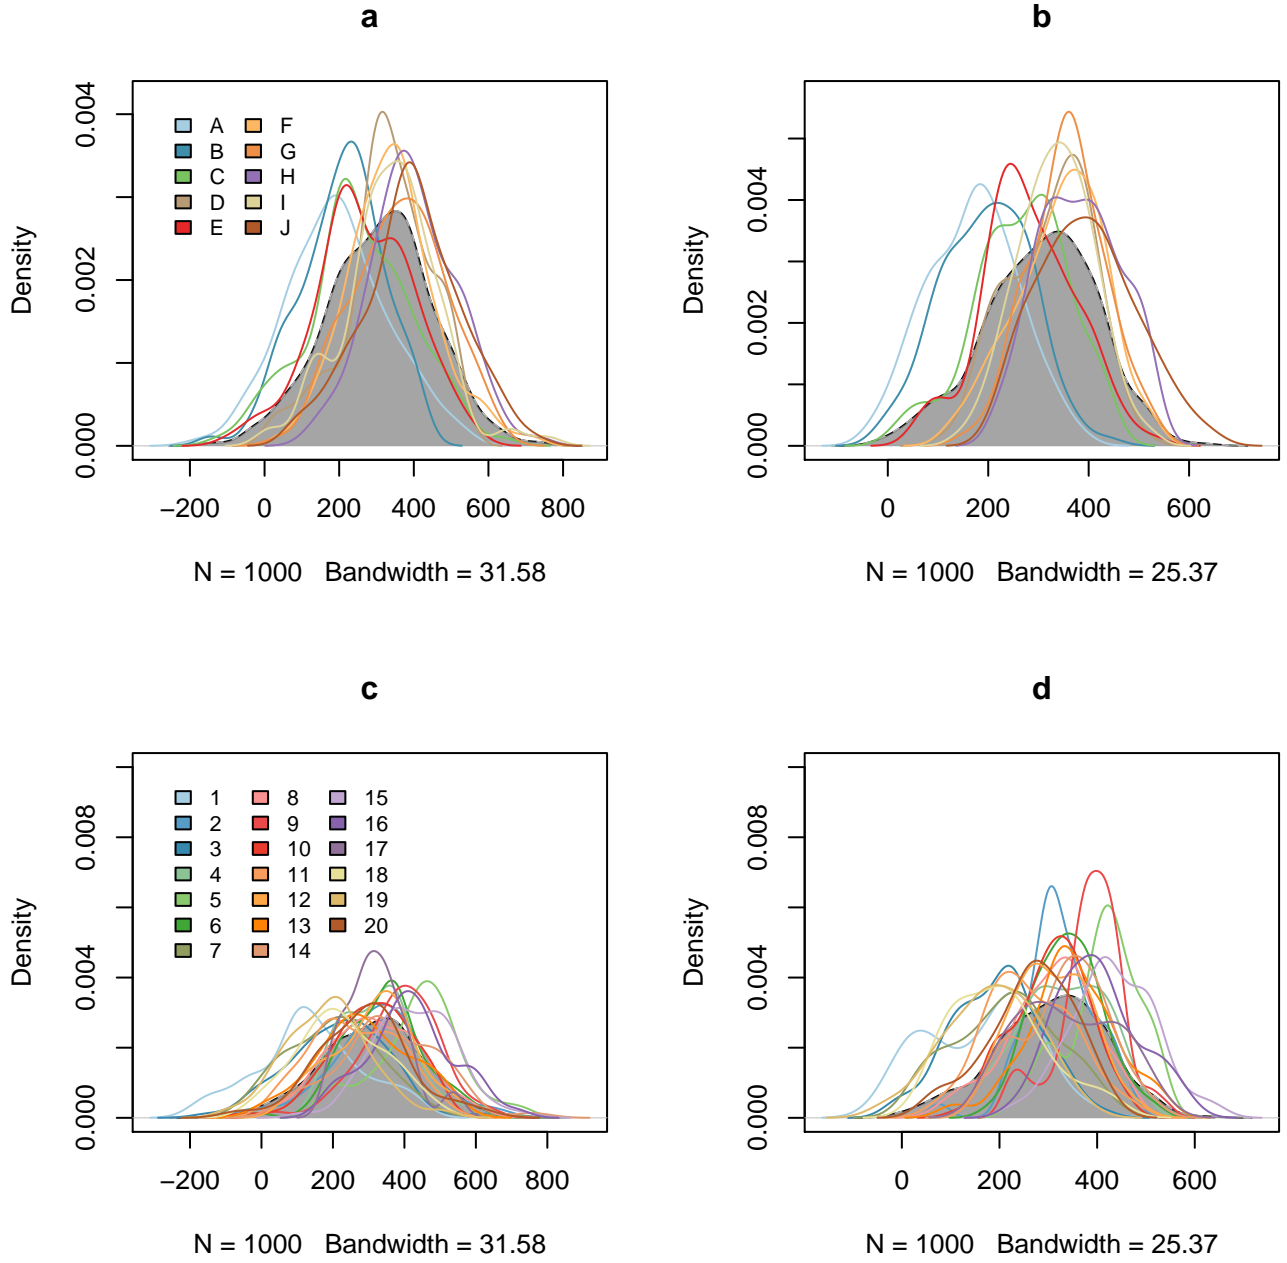 a
Density
0.000 0.002 0.004
A F
B G
C H
D I
E J
−200 0 200 400 600 800
N = 1000 Bandwidth = 31.58
b
Density
0.000 0.002 0.004
0 200 400 600
N = 1000 Bandwidth = 25.37
c
Density
0.000 0.004 0.008
1 8 15
2 9 16
3 10 17
4 11 18
5 12 19
6 13 20
7 14
−200 0 200 400 600 800
N = 1000 Bandwidth = 31.58
d
Density
0.000 0.004 0.008
0 200 400 600
N = 1000 Bandwidth = 25.37